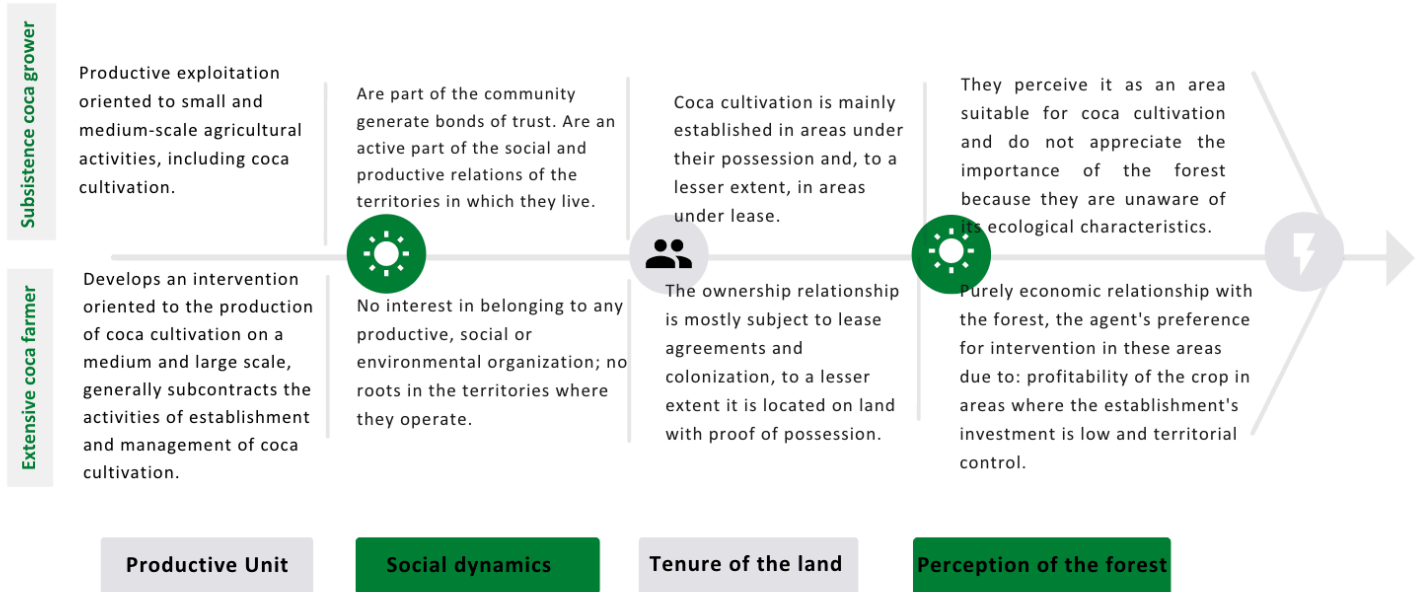 Subsistence coca grower
Productive exploitation
oriented to small and
medium-scale agricultural
activities, including coca
cultivation.
Are part of the community
generate bonds of trust. Are an
active part of the social and
productive relations of the
territories in which they live.
Coca cultivation is mainly
established in areas under
their possession and, to a
lesser extent, in areas
under lease.
They perceive it as an area
suitable for coca cultivation
and do not appreciate the
importance of the forest
because they are unaware of
its ecological characteristics.
Extensive coca farmer
Develops an intervention
oriented to the production
of coca cultivation on a
medium and large scale,
generally subcontracts the
activities of establishment
and management of coca
cultivation.
No interest in belonging to any
productive, social or
environmental organization; no
roots in the territories where
they operate.
The ownership relationship
is mostly subject to lease
agreements and
colonization, to a lesser
extent it is located on land
with proof of possession.
Purely economic relationship with
the forest, the agent's preference
for intervention in these areas
due to: profitability of the crop in
areas where the establishment's
investment is low and territorial
control.
Productive Unit
Social dynamics
Tenure of the land
Perception of the forest